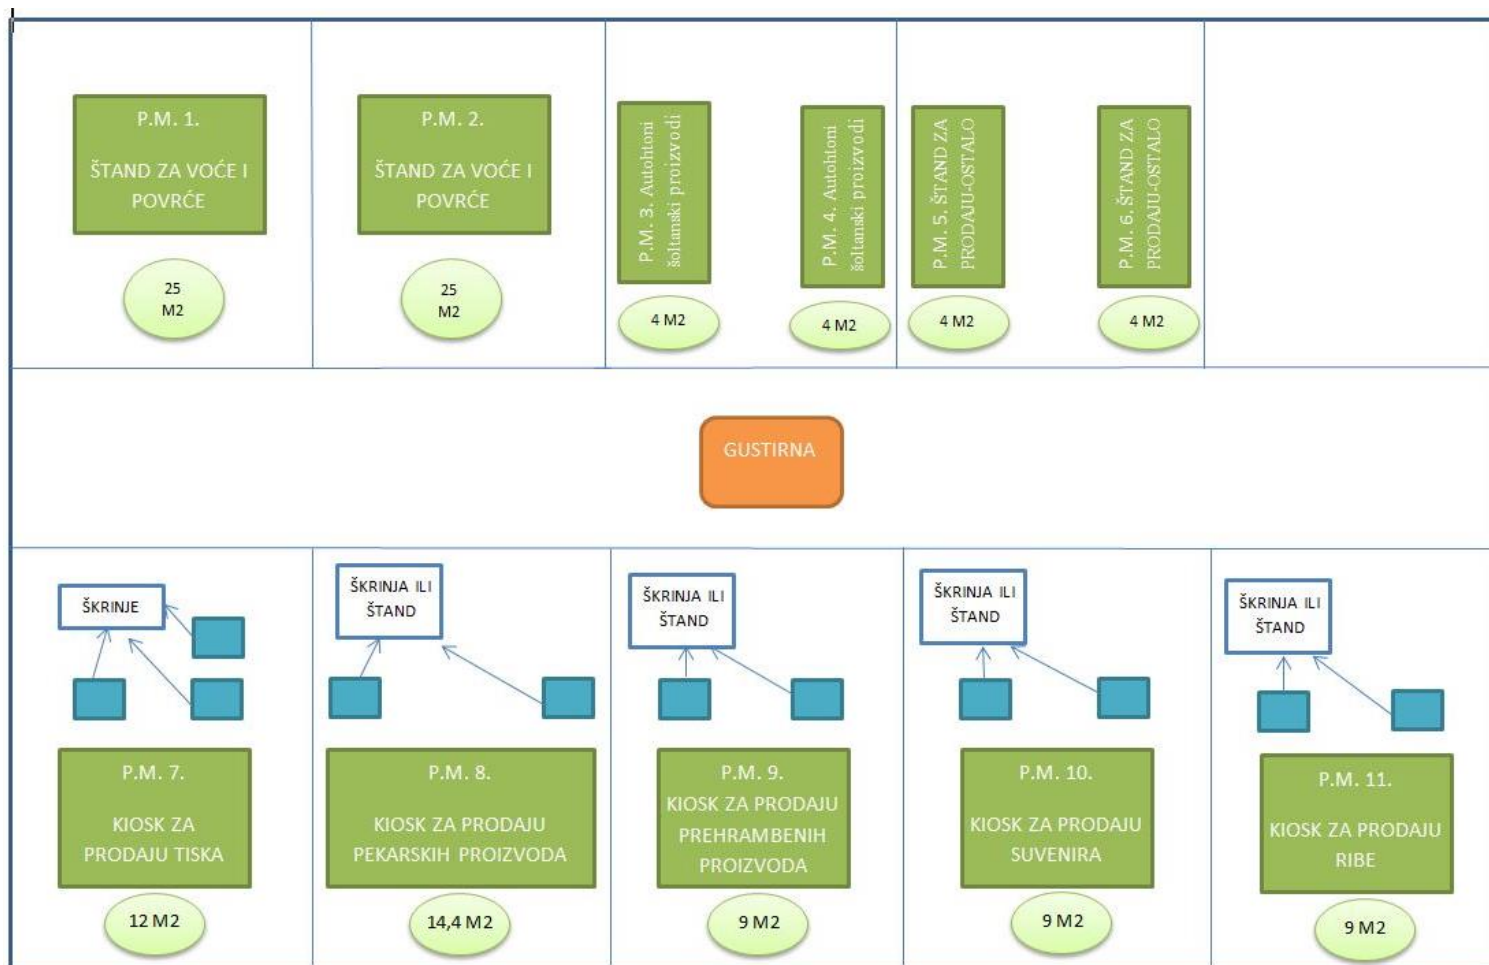 P.M. 1.
ŠTAND ZA VOĆE I
POVRĆE
25
M2
P.M. 2.
ŠTAND ZA VOĆE I
POVRĆE
25
M2
P.M. 3. Autohtoni
šoltanski proizvodi
4 M2
P.M. 4. Autohtoni
šoltanski proizvodi
4 M2
P.M. 5. ŠTAND ZA
PRODAJU-OSTALO
4 M2
P.M. 6. ŠTAND ZA
PRODAJU-OSTALO
4 M2
GUSTIRNA
ŠKRINJE
P.M. 7.
KIOSK ZA
PRODAJU TISKA
12 M2
ŠKRINJA ILI
ŠTAND
P.M. 8.
KIOSK ZA PRODAJU
PEKARSKIH PROIZVODA
14,4 M2
ŠKRINJA ILI
ŠTAND
P.M. 9.
KIOSK ZA PRODAJU
PREHRAMBENIH
PROIZVODA
9 M2
ŠKRINJA ILI
ŠTAND
P.M. 10.
KIOSK ZA PRODAJU
SUVENIRA
9 M2
ŠKRINJA ILI
ŠTAND
P.M. 11.
KIOSK ZA PRODAJU
RIBE
9 M2